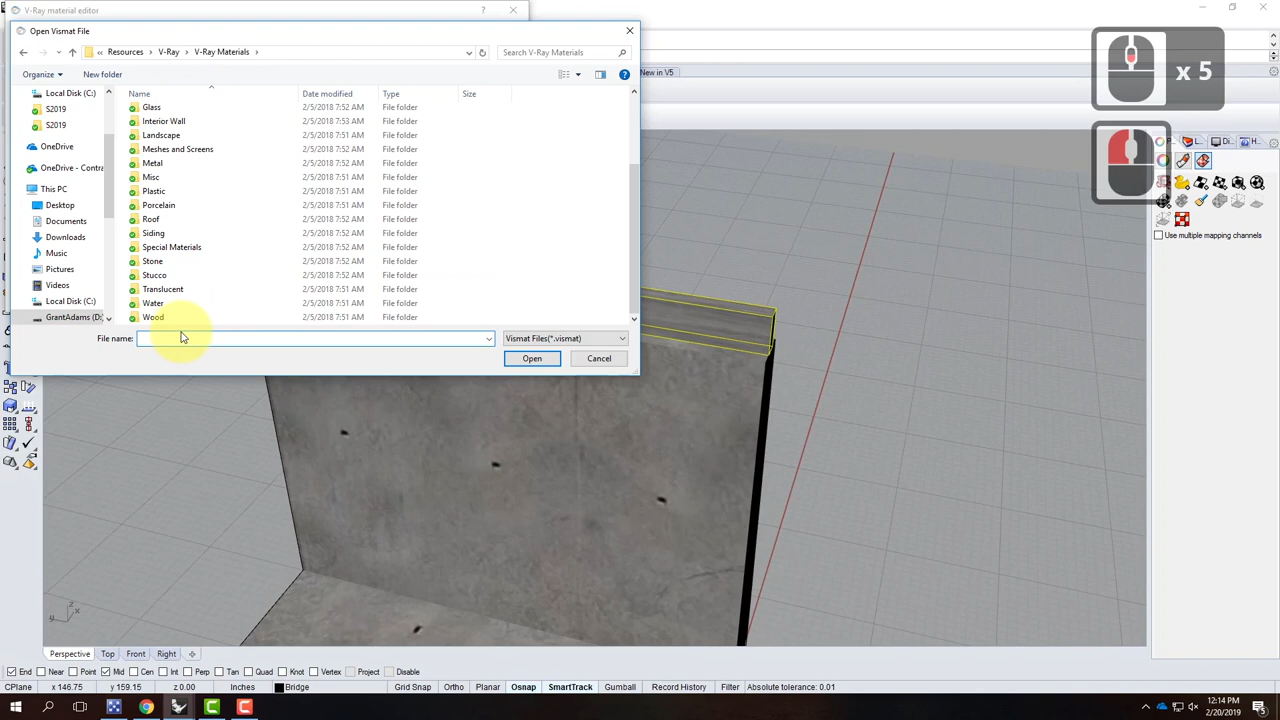 V-Ray material editor
?
Open Vismat File
« Resources > V-Ray > V-Ray Materials >
Search V-Ray Materials
x 5
New in V5
Organize
New folder
Local Disk (C:)
S2019
S2019
OneDrive
OneDrive - Contra
This PC
Desktop
Documents
Downloads
Music
Pictures
Videos
Local Disk (C:)
GrantAdams (D:
Name Date modified Type Size
Glass 2/5/2018 7:52 AM File folder
Interior Wall 2/5/2018 7:53 AM File folder
Landscape 2/5/2018 7:51 AM File folder
Meshes and Screens 2/5/2018 7:52 AM File folder
Metal 2/5/2018 7:52 AM File folder
Misc 2/5/2018 7:51 AM File folder
Plastic 2/5/2018 7:51 AM File folder
Porcelain 2/5/2018 7:51 AM File folder
Roof 2/5/2018 7:52 AM File folder
Siding 2/5/2018 7:52 AM File folder
Special Materials 2/5/2018 7:52 AM File folder
Stone 2/5/2018 7:52 AM File folder
Stucco 2/5/2018 7:52 AM File folder
Translucent 2/5/2018 7:51 AM File folder
Water 2/5/2018 7:51 AM File folder
Wood 2/5/2018 7:51 AM File folder
File name:
Vismat Files(*.vismat)
Open
Cancel
P... L... Di... H...
Use multiple mapping channels
z
y x
Perspective Top Front Right
End Near Point Mid Cen Int Perp Tan Quad Knot Vertex Project Disable
CPlane x 146.75 y 159.15 z 0.00 Inches Bridge Grid Snap Ortho Planar Osnap SmartTrack Gumball Record History Filter Absolute tolerance: 0.01
12:14 PM
2/20/2019